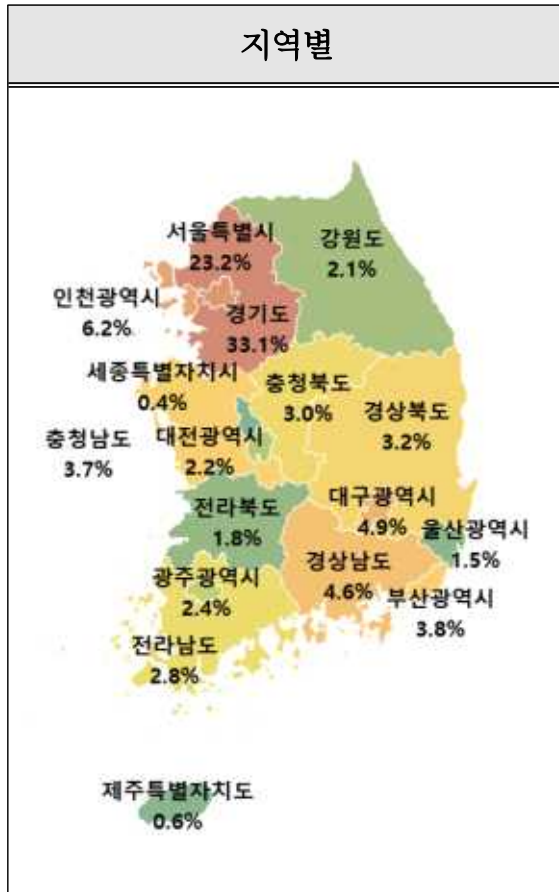 지역별
서울특별시
23.2%
강원도
2.1%
인천광역시
6.2%
경기도
33.1%
세종특별자치시
0.4%
충청북도
3.0%
경상북도
3.2%
충청남도
3.7%
대전광역시
2.2%
대구광역시
4.9%
전라북도
1.8%
울산광역시
1.5%
경상남도
4.6%
광주광역시
2.4%
부산광역시
3.8%
전라남도
2.8%
제주특별자치도
0.6%